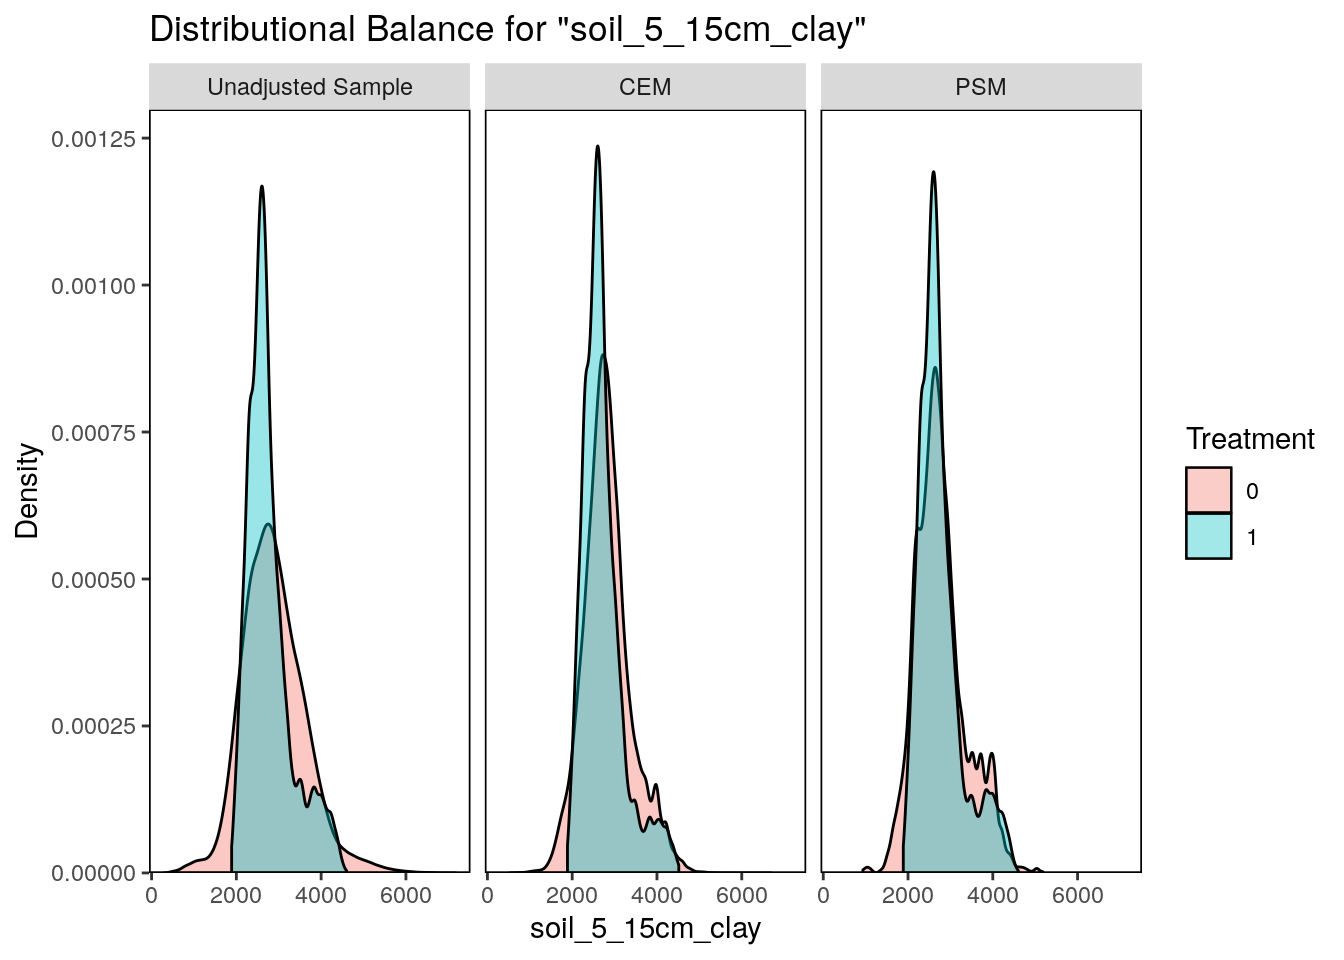 Distributional Balance for "soil_5_15cm_clay"
Unadjusted Sample
CEM
PSM
0.00125
0.00100
0.00075
0.00050
0.00025
0.00000
Density
0 2000 4000 6000
0 2000 4000 6000
0 2000 4000 6000
soil_5_15cm_clay
Treatment
0
1